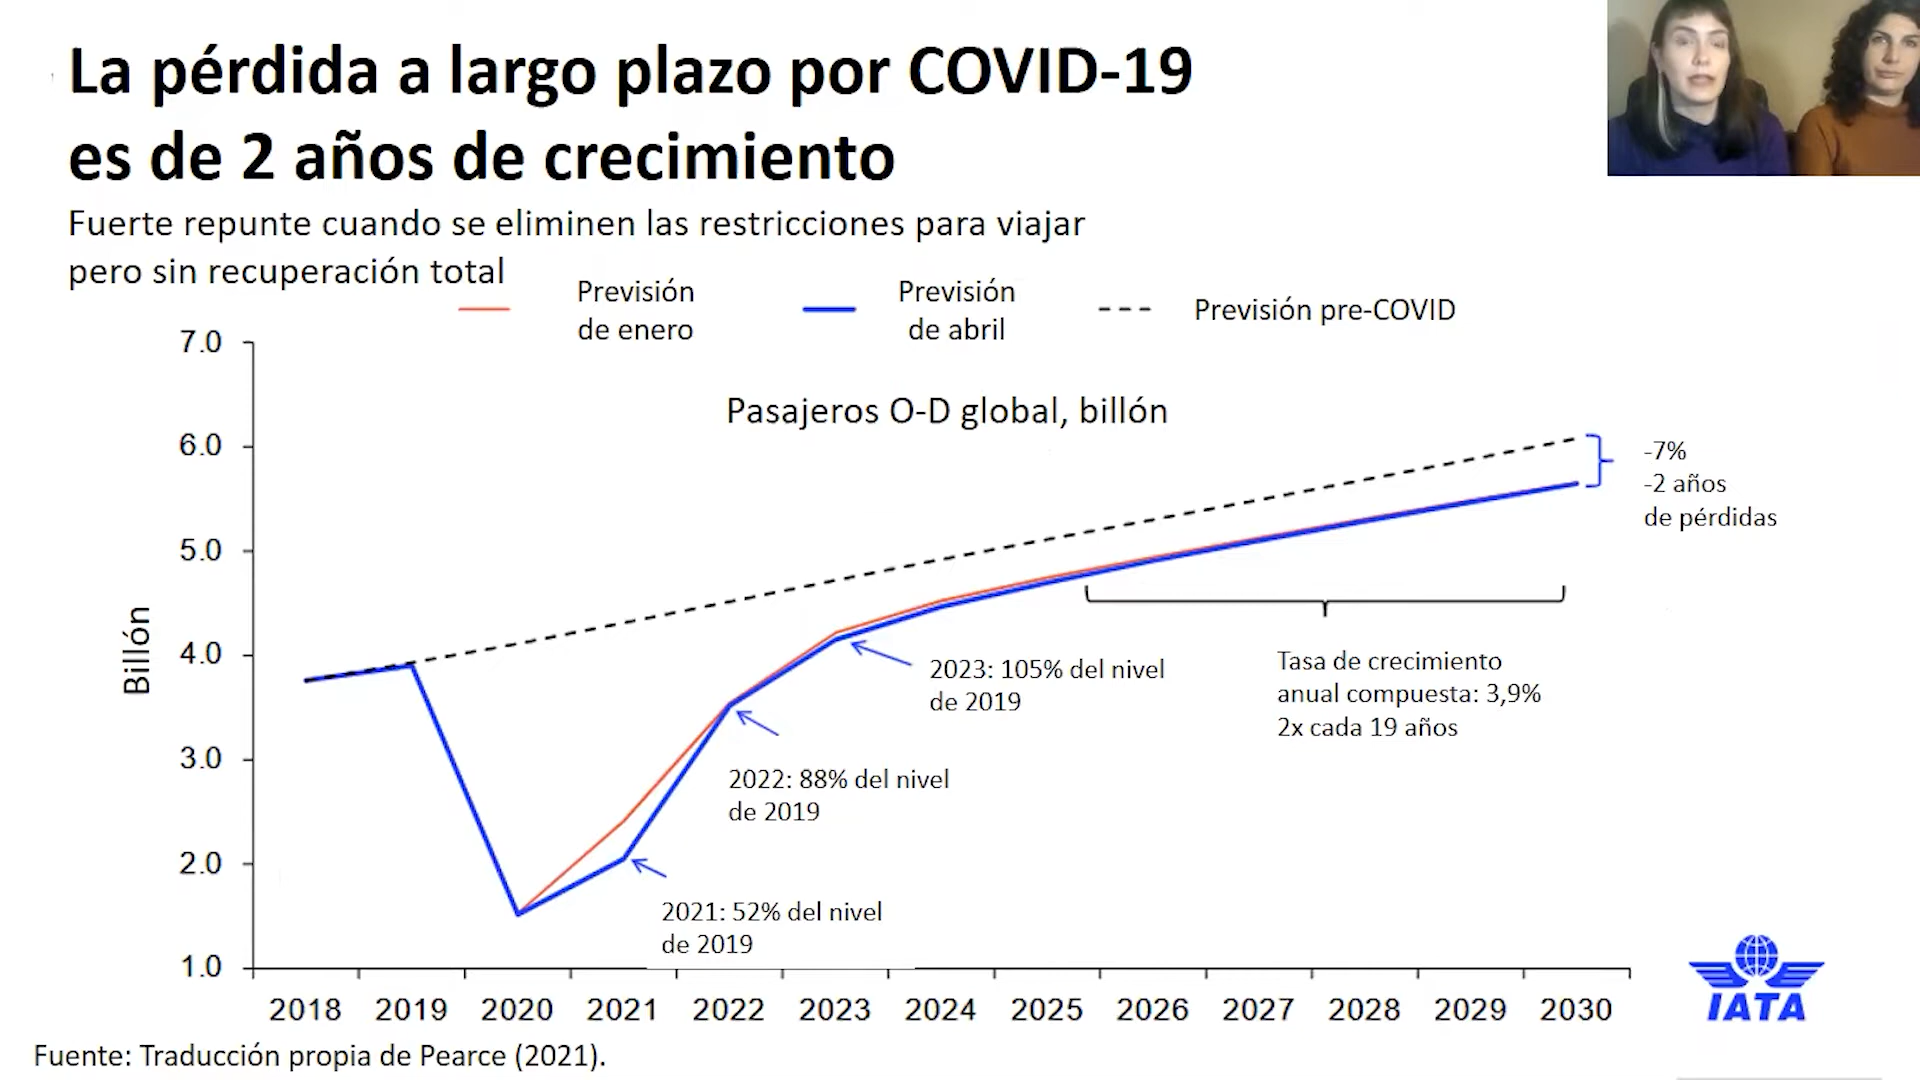 La pérdida a largo plazo por COVID-19
es de 2 años de crecimiento
Fuerte repunte cuando se eliminen las restricciones para viajar
pero sin recuperación total
Previsión
de enero
Previsión
de abril
Previsión pre-COVID
Pasajeros O-D global, billón
Billón
7.0
6.0
5.0
4.0
3.0
2.0
1.0
-7%
-2 años
de pérdidas
2023: 105% del nivel
de 2019
Tasa de crecimiento
anual compuesta: 3,9%
2x cada 19 años
2022: 88% del nivel
de 2019
2021: 52% del nivel
de 2019
2018 2019 2020 2021 2022 2023 2024 2025 2026 2027 2028 2029 2030
IATA
Fuente: Traducción propia de Pearce (2021).